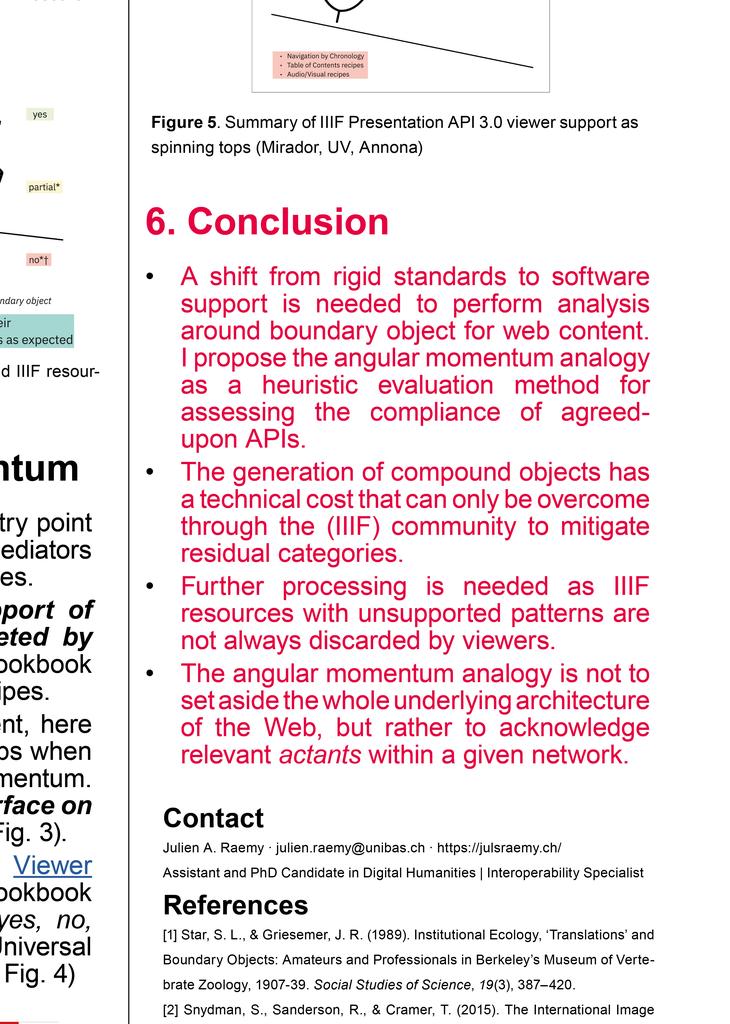 yes
partial*
no*†
ndary object
eir
s as expected
d IIIF resour-
ntum
try point
ediators
es.
pport of
eted by
ookbook
ipes.
ent, here
ps when
mentum.
rface on
Fig. 3).
Viewer
ookbook
yes, no,
Universal
Fig. 4)
• Navigation by Chronology
• Table of Contents recipes
• Audio/Visual recipes
Figure 5. Summary of IIIF Presentation API 3.0 viewer support as
spinning tops (Mirador, UV, Annona)
6. Conclusion
• A shift from rigid standards to software
support is needed to perform analysis
around boundary object for web content.
I propose the angular momentum analogy
as a heuristic evaluation method for
assessing the compliance of agreed-
upon APIs.
• The generation of compound objects has
a technical cost that can only be overcome
through the (IIIF) community to mitigate
residual categories.
• Further processing is needed as IIIF
resources with unsupported patterns are
not always discarded by viewers.
• The angular momentum analogy is not to
set aside the whole underlying architecture
of the Web, but rather to acknowledge
relevant actants within a given network.
Contact
Julien A. Raemy · julien.raemy@unibas.ch · https://julsraemy.ch/
Assistant and PhD Candidate in Digital Humanities | Interoperability Specialist
References
[1] Star, S. L., & Griesemer, J. R. (1989). Institutional Ecology, ‘Translations’ and
Boundary Objects: Amateurs and Professionals in Berkeley’s Museum of Verte-
brate Zoology, 1907-39. Social Studies of Science, 19(3), 387–420.
[2] Snydman, S., Sanderson, R., & Cramer, T. (2015). The International Image